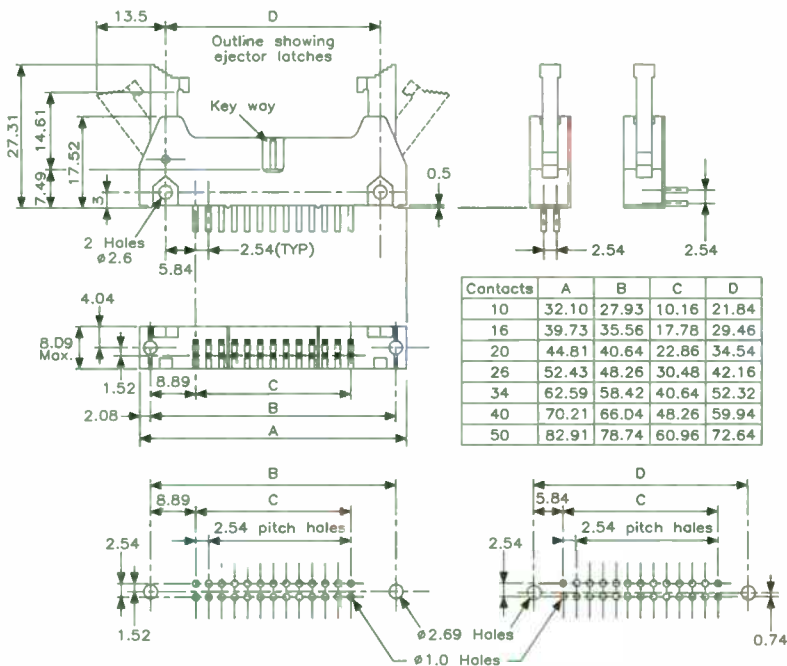 13.5
D
Outline showing
ejector latches
Key way
27.31
14.61
7.49
17.52
3
0.5
2 Holes
ø2.6
5.84
2.54(TYP)
2.54
2.54
4.04
8.D9
Max.
1.52
8.89
C
2.08
B
A
Contacts A B C D
10 32.10 27.93 10.16 21.84
16 39.73 35.56 17.78 29.46
20 44.81 40.64 22.86 34.54
26 52.43 48.26 30.48 42.16
34 62.59 58.42 40.64 52.32
40 70.21 66.D4 48.26 59.94
50 82.91 78.74 60.96 72.64
B
8.89
C
2.54 pitch holes
2.54
1.52
D
5.84
C
2.54 pitch holes
2.54
0.74
ø2.69 Holes
ø1.0 Holes